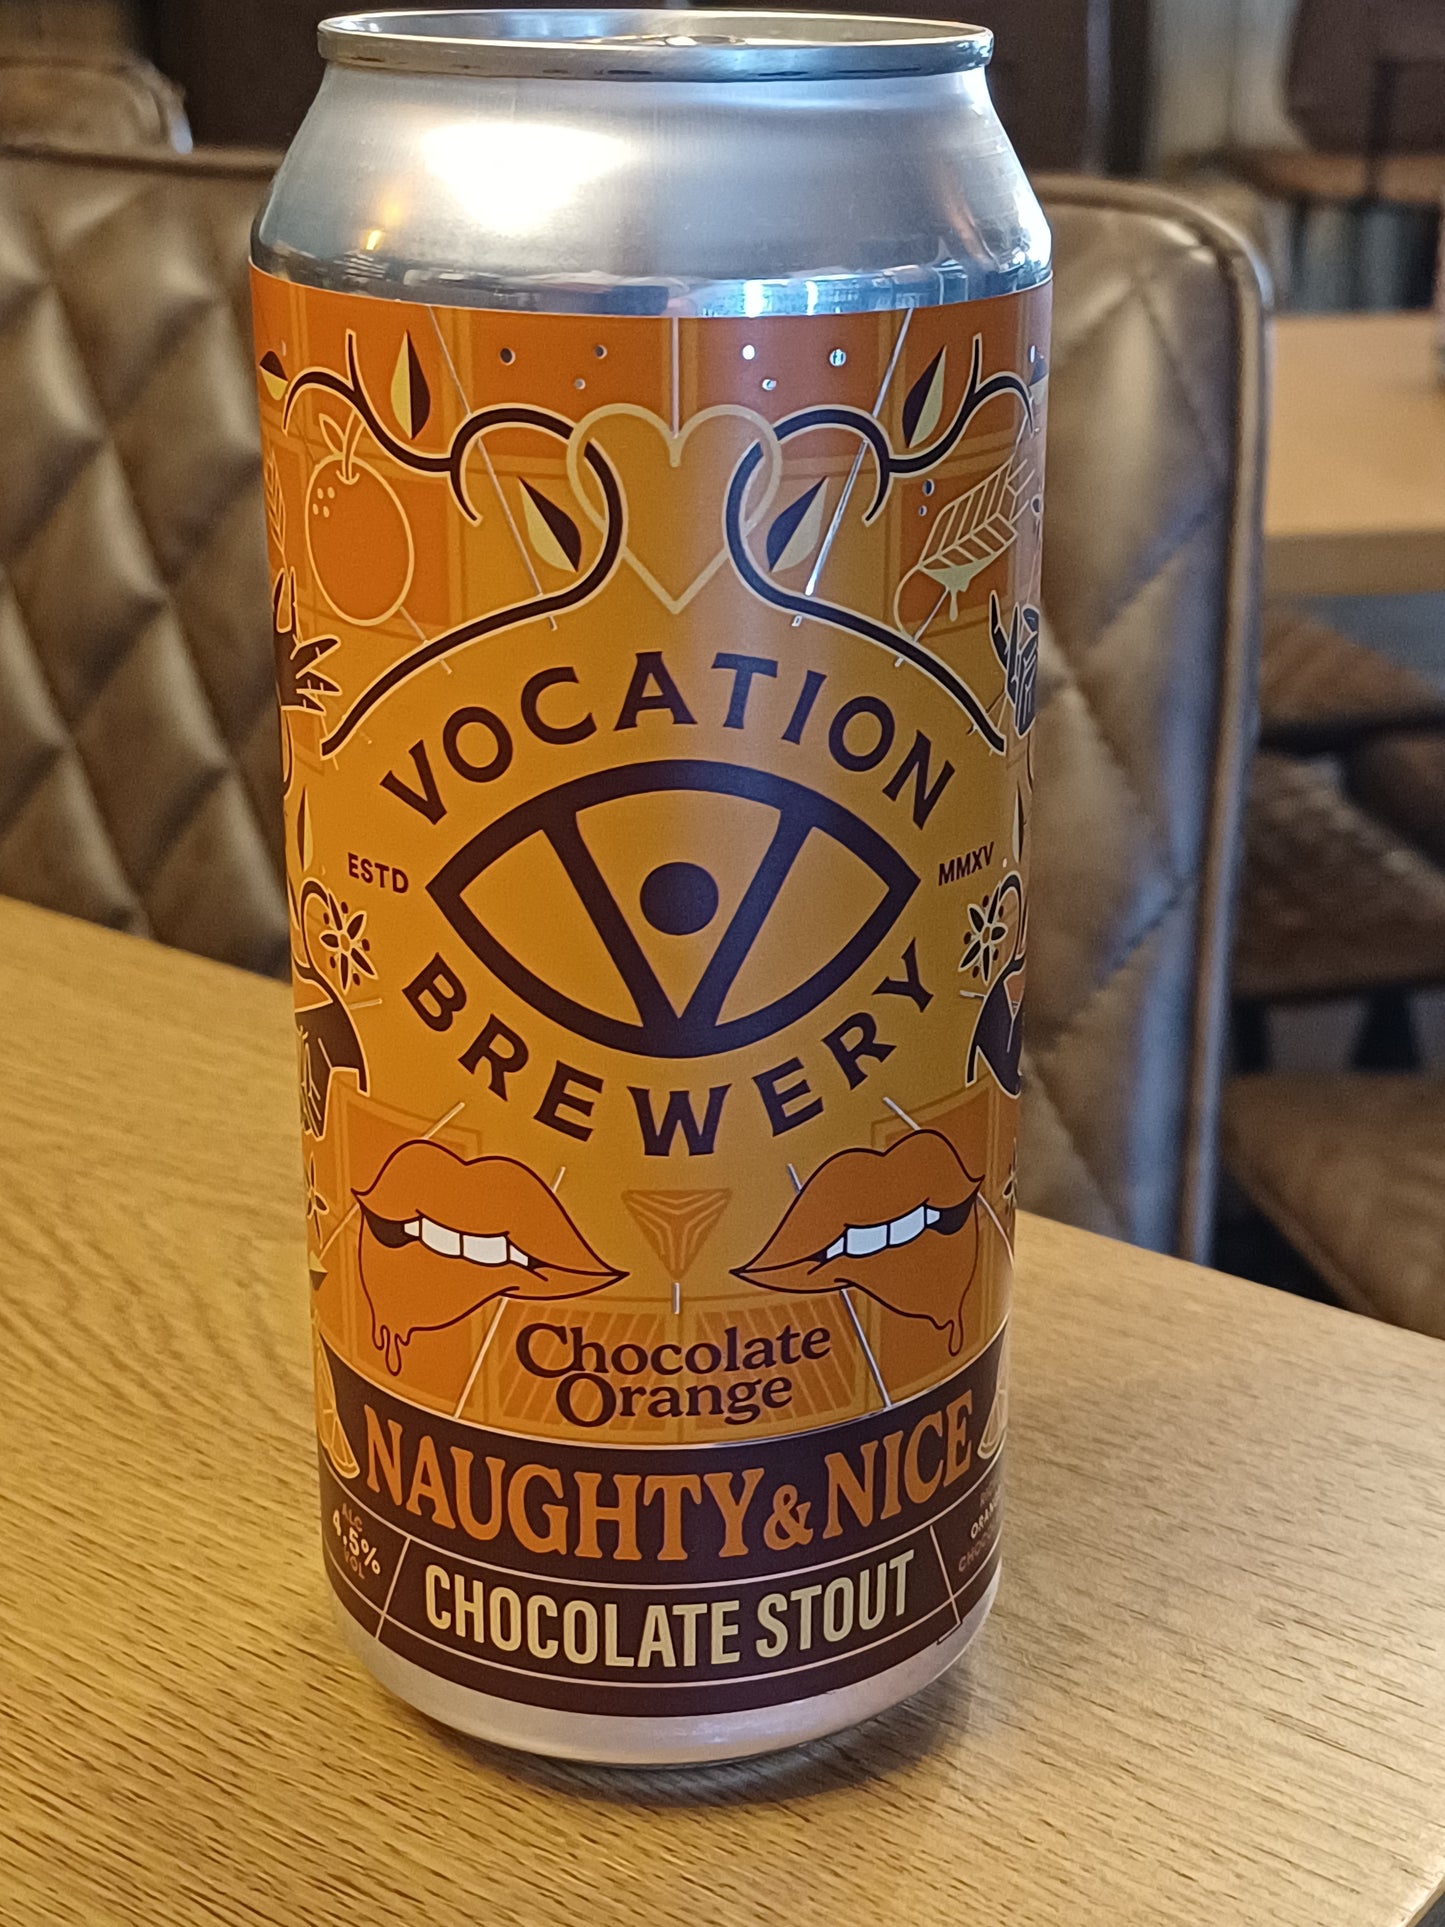 VOCATION
ESTD
MMXV
BREWERY
Chocolate
Orange
NAUGHTY & NICE
ALC
4.5%
VOL
CHOCOLATE STOUT